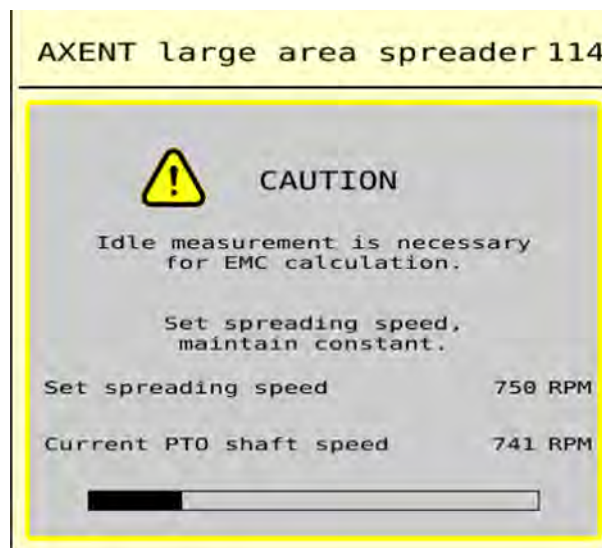 AXENT large area spreader 114
CAUTION
Idle measurement is necessary
for EMC calculation.
Set spreading speed,
maintain constant.
Set spreading speed 750 RPM
Current PTO shaft speed 741 RPM